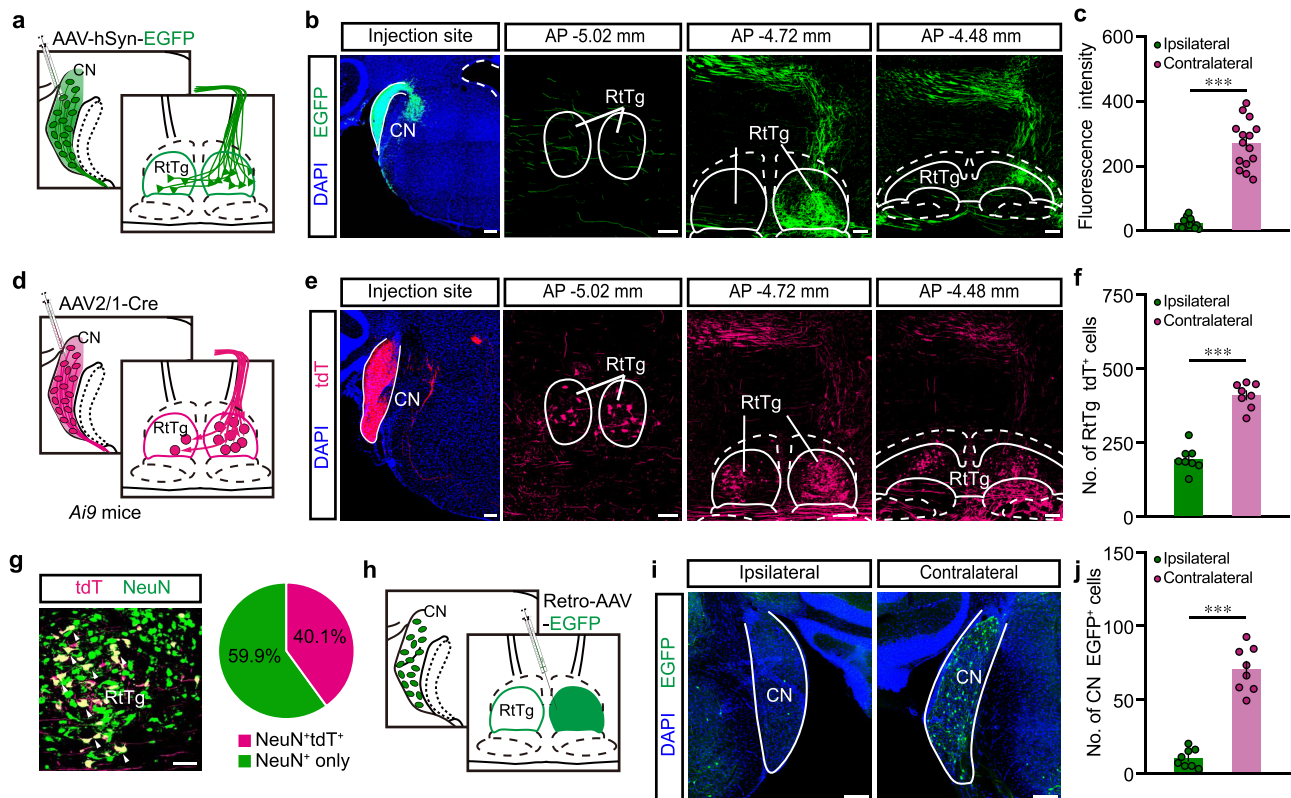 a
AAV-hSyn-EGFP
CN
RtTg
b
Injection site
AP -5.02 mm
AP -4.72 mm
AP -4.48 mm
DAPI EGFP
CN
RtTg
RtTg
RtTg
c
Fluorescence intensity
600
400
200
0
Ipsilateral
Contralateral
***
d
AAV2/1-Cre
CN
RtTg
Ai9 mice
e
Injection site
AP -5.02 mm
AP -4.72 mm
AP -4.48 mm
DAPI tdT
CN
RtTg
RtTg
RtTg
f
No. of RtTg tdT⁺ cells
750
500
250
0
Ipsilateral
Contralateral
***
g
tdT NeuN
RtTg
40.1%
59.9%
NeuN⁺tdT⁺
NeuN⁺ only
h
CN
Retro-AAV
-EGFP
RtTg
i
Ipsilateral
Contralateral
DAPI EGFP
CN
CN
j
No. of CN EGFP⁺ cells
150
100
50
0
Ipsilateral
Contralateral
***